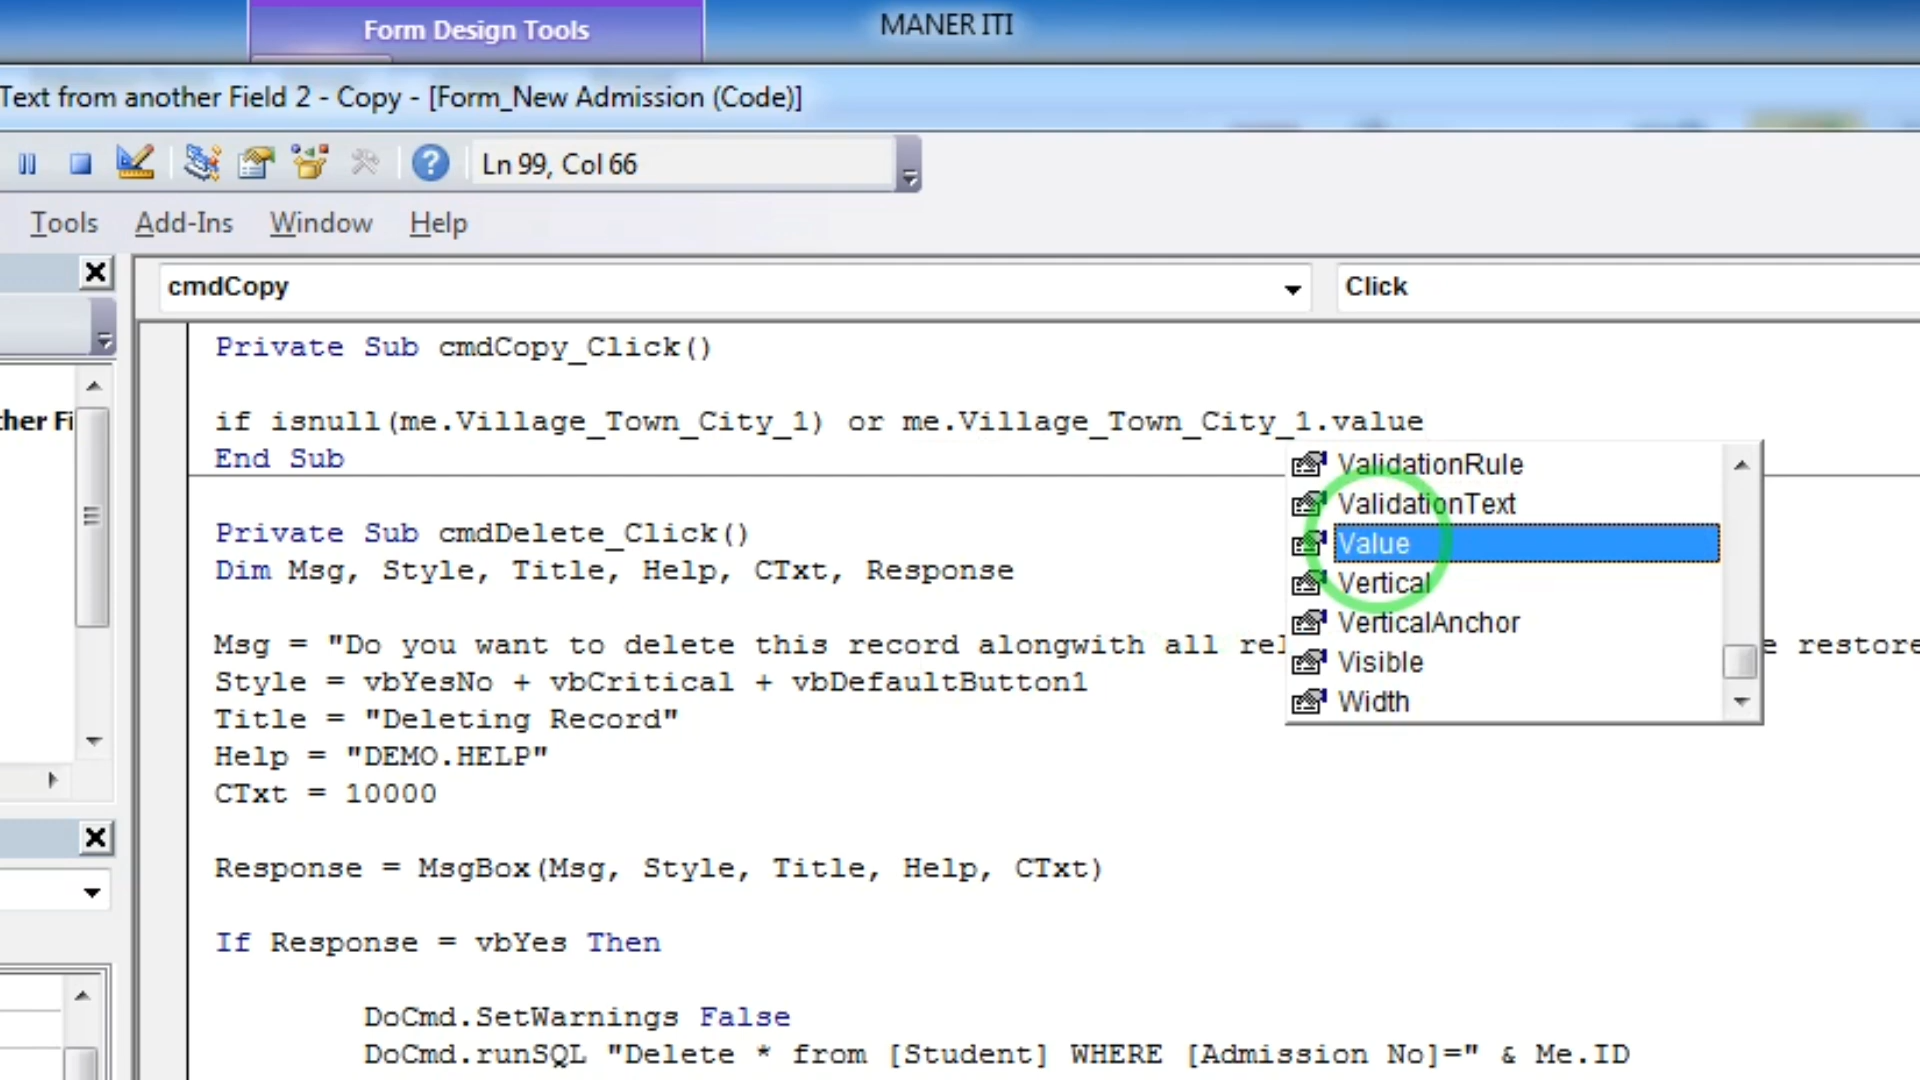 Form Design Tools
MANER ITI
Text from another Field 2 - Copy - [Form_New Admission (Code)]
Ln 99, Col 66
Tools Add-Ins Window Help
cmdCopy
Click
her Fi
Private Sub cmdCopy_Click()
if isnull(me.Village_Town_City_1) or me.Village_Town_City_1.value
End Sub
ValidationRule
ValidationText
Value
Vertical
VerticalAnchor
Visible
Width
Private Sub cmdDelete_Click()
Dim Msg, Style, Title, Help, CTxt, Response
Msg = "Do you want to delete this record alongwith all rel e restore
Style = vbYesNo + vbCritical + vbDefaultButton1
Title = "Deleting Record"
Help = "DEMO.HELP"
CTxt = 10000
Response = MsgBox(Msg, Style, Title, Help, CTxt)
If Response = vbYes Then
DoCmd.SetWarnings False
DoCmd.runSQL "Delete * from [Student] WHERE [Admission No]=" & Me.ID